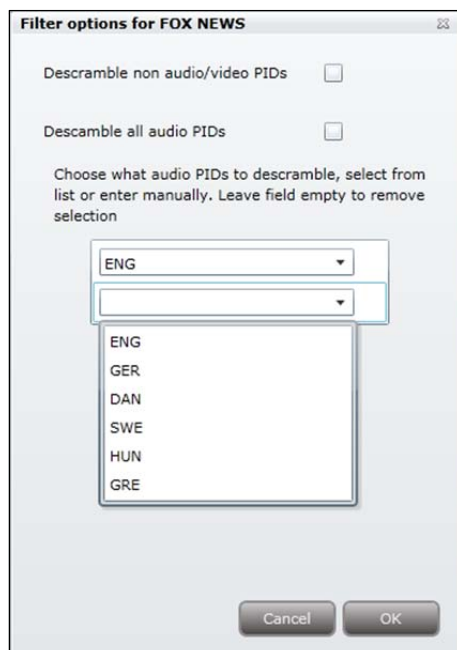 Filter options for FOX NEWS
Descramble non audio/video PIDs
Descamble all audio PIDs
Choose what audio PIDs to descramble, select from
list or enter manually. Leave field empty to remove
selection
ENG
ENG
GER
DAN
SWE
HUN
GRE
Cancel OK